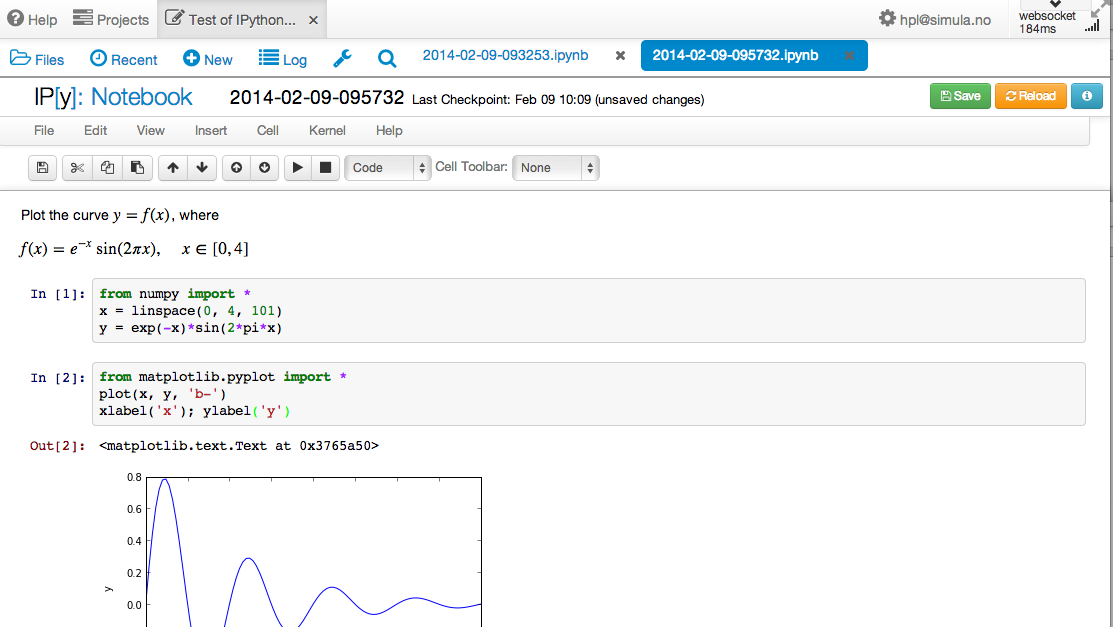 Help Projects Test of IPython... × hpl@simula.no websocket
184ms
Files Recent New Log 2014-02-09-093253.ipynb × 2014-02-09-095732.ipynb ×
IP[y]: Notebook 2014-02-09-095732 Last Checkpoint: Feb 09 10:09 (unsaved changes) Save Reload
File Edit View Insert Cell Kernel Help
Code Cell Toolbar: None
Plot the curve y = f(x), where
f(x) = e⁻ˣ sin(2πx), x ∈ [0, 4]
In [1]: from numpy import *
x = linspace(0, 4, 101)
y = exp(-x)*sin(2*pi*x)
In [2]: from matplotlib.pyplot import *
plot(x, y, 'b-')
xlabel('x'); ylabel('y')
Out[2]: <matplotlib.text.Text at 0x3765a50>
0.8
0.6
0.4
0.2
y
0.0